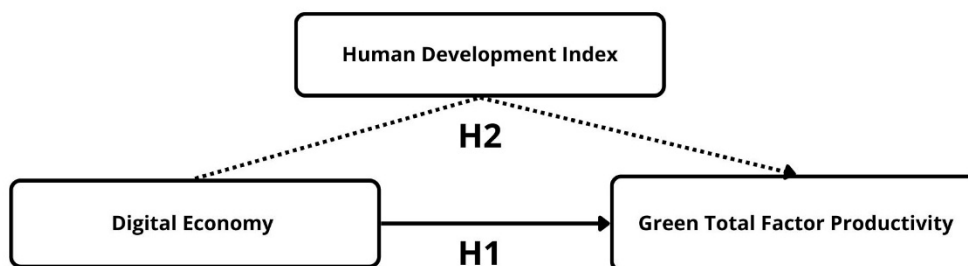 Human Development Index
H2
Digital Economy
Green Total Factor Productivity
H1